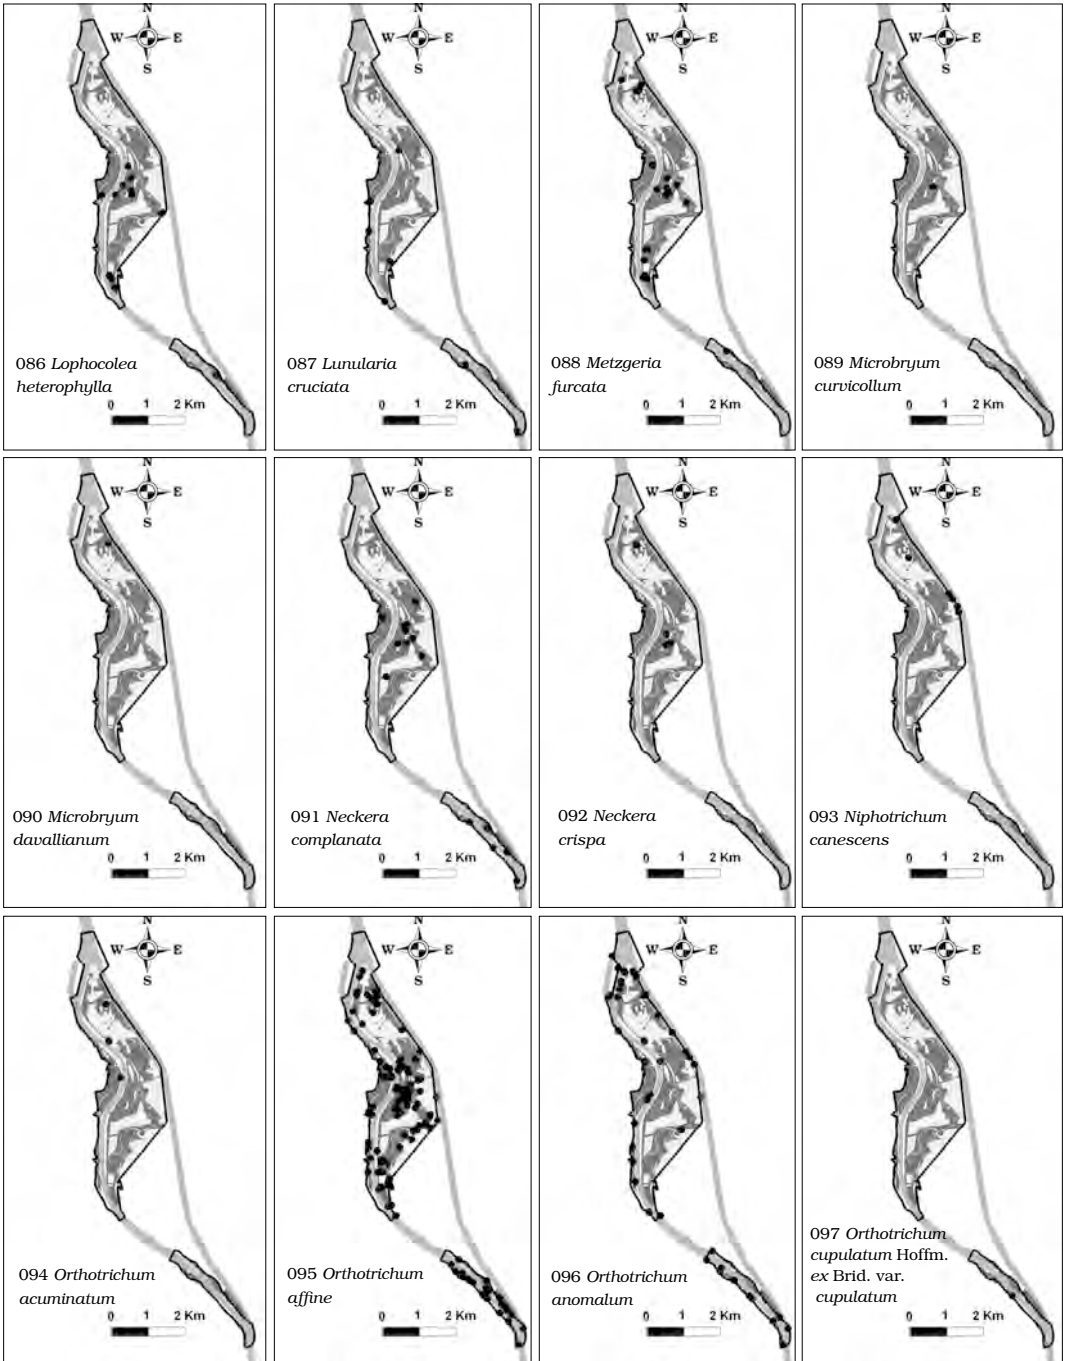 N
W E
S
086 Lophocolea
heterophylla
0 1 2 Km
N
W E
S
087 Lunularia
cruciata
0 1 2 Km
N
W E
S
088 Metzgeria
furcata
0 1 2 Km
N
W E
S
089 Microbryum
curvicollum
0 1 2 Km
N
W E
S
090 Microbryum
davallianum
0 1 2 Km
N
W E
S
091 Neckera
complanata
0 1 2 Km
N
W E
S
092 Neckera
crispa
0 1 2 Km
N
W E
S
093 Niphotrichum
canescens
0 1 2 Km
N
W E
S
094 Orthotrichum
acuminatum
0 1 2 Km
N
W E
S
095 Orthotrichum
affine
0 1 2 Km
N
W E
S
096 Orthotrichum
anomalum
0 1 2 Km
N
W E
S
097 Orthotrichum
cupulatum Hoffm.
ex Brid. var.
cupulatum
0 1 2 Km